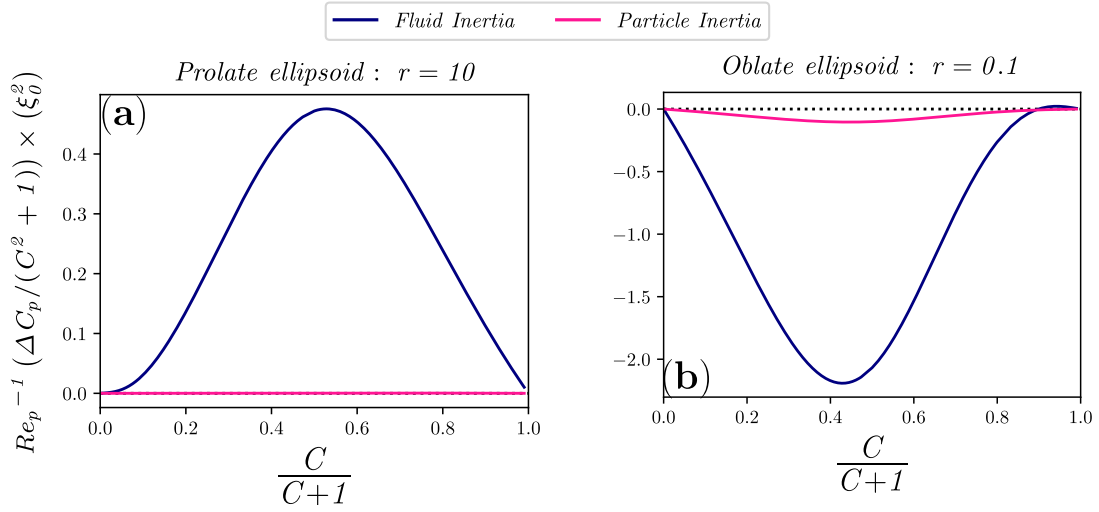 Fluid Inertia
Particle Inertia
Prolate ellipsoid : r = 10
Oblate ellipsoid : r = 0.1
(a)
(b)
Re_p^{-1} (ΔC_p/(C^2 + 1)) × (ξ_0^2)
0.4
0.3
0.2
0.1
0.0
0.0 0.2 0.4 0.6 0.8 1.0
C
C+1
0.0
−0.5
−1.0
−1.5
−2.0
0.0 0.2 0.4 0.6 0.8 1.0
C
C+1